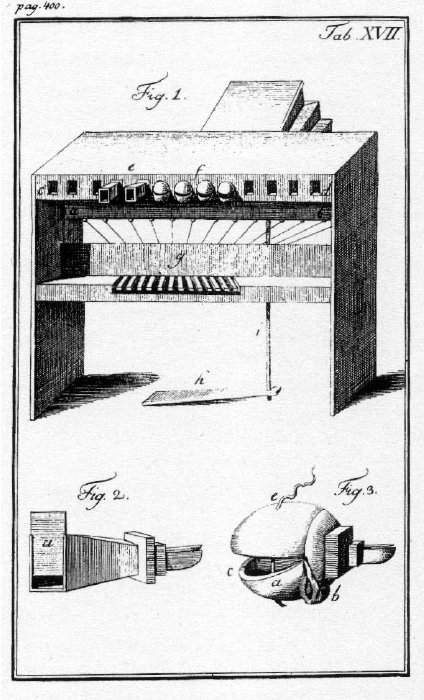 pag. 400.
Tab. XVII.
Fig. 1.
e
f
g
i
h
Fig. 2.
a
Fig. 3.
e
c
a
b